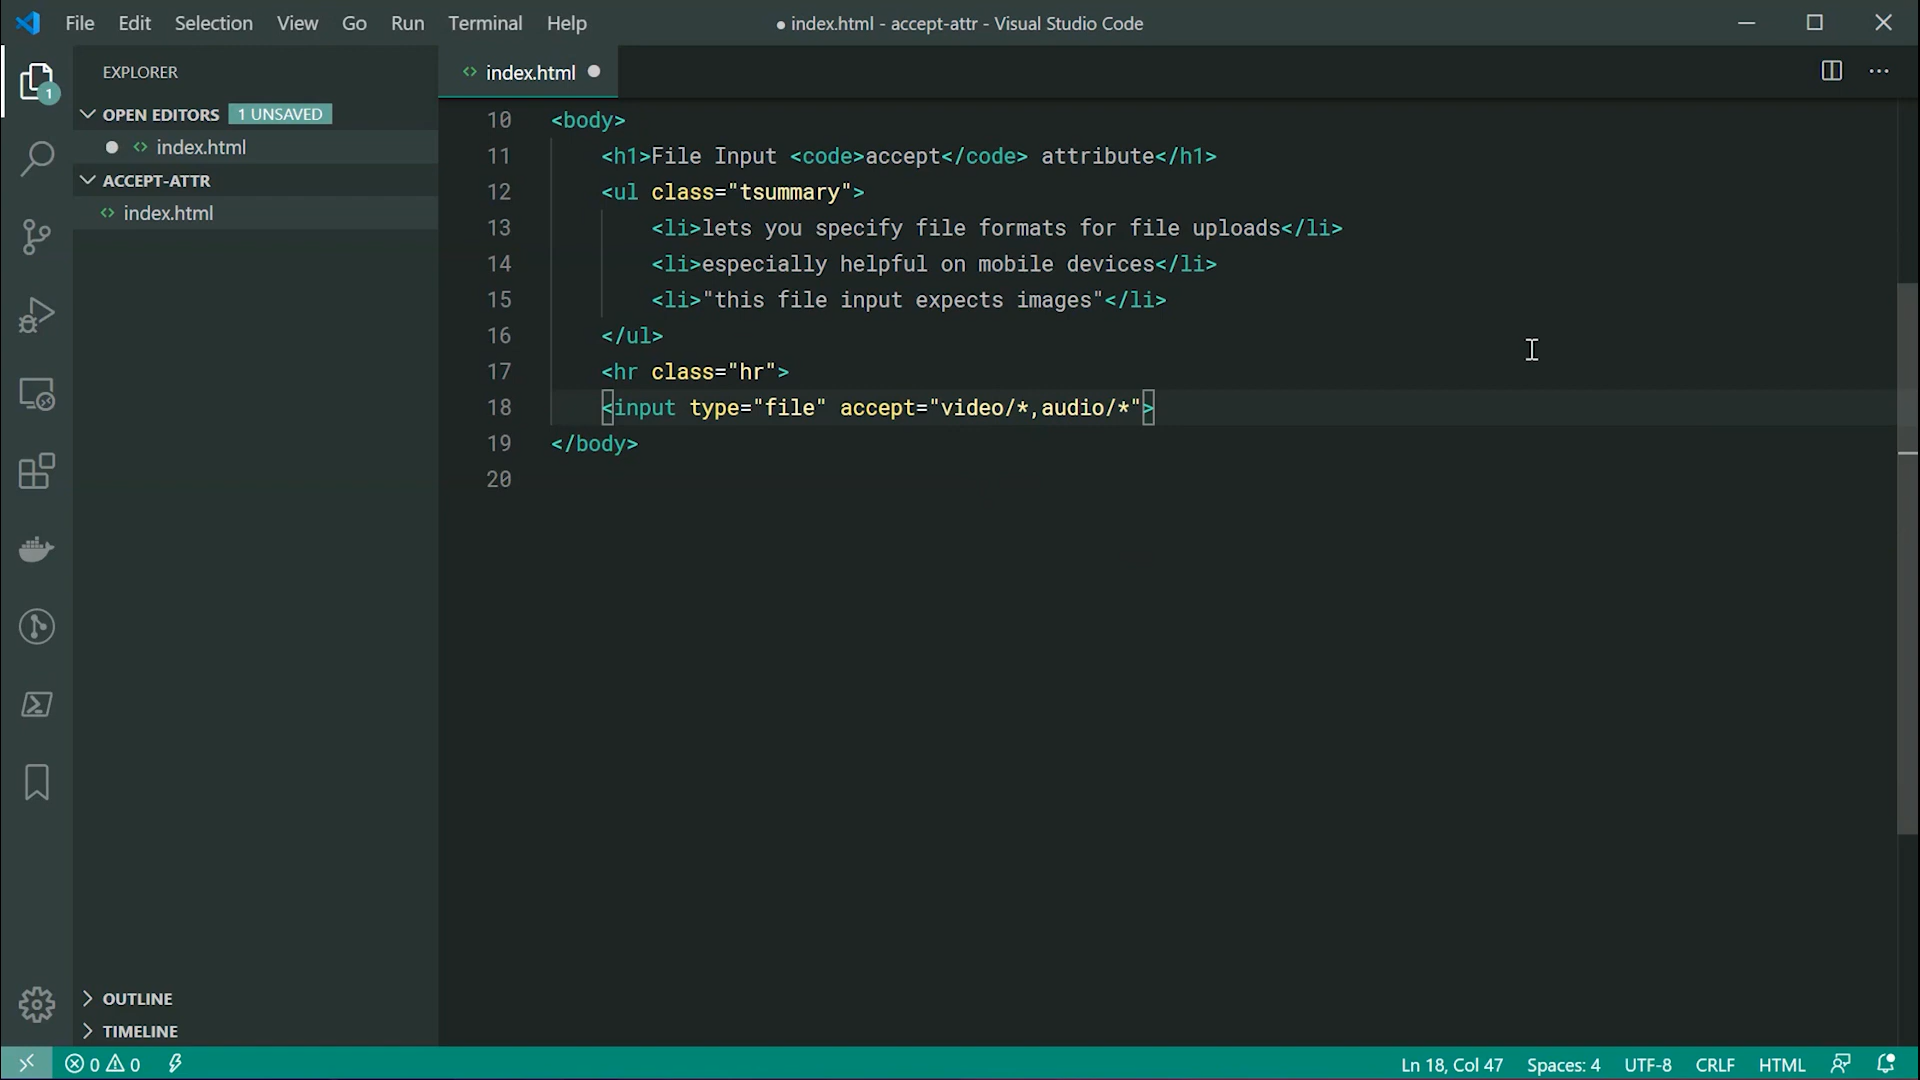 File Edit Selection View Go Run Terminal Help ● index.html - accept-attr - Visual Studio Code
EXPLORER
OPEN EDITORS 1 UNSAVED
index.html
ACCEPT-ATTR
index.html
OUTLINE
TIMELINE
1
index.html
10 <body>
11 <h1>File Input <code>accept</code> attribute</h1>
12 <ul class="tsummary">
13 <li>lets you specify file formats for file uploads</li>
14 <li>especially helpful on mobile devices</li>
15 <li>"this file input expects images"</li>
16 </ul>
17 <hr class="hr">
18 <input type="file" accept="video/*,audio/*">
19 </body>
20
0 0 Ln 18, Col 47 Spaces: 4 UTF-8 CRLF HTML